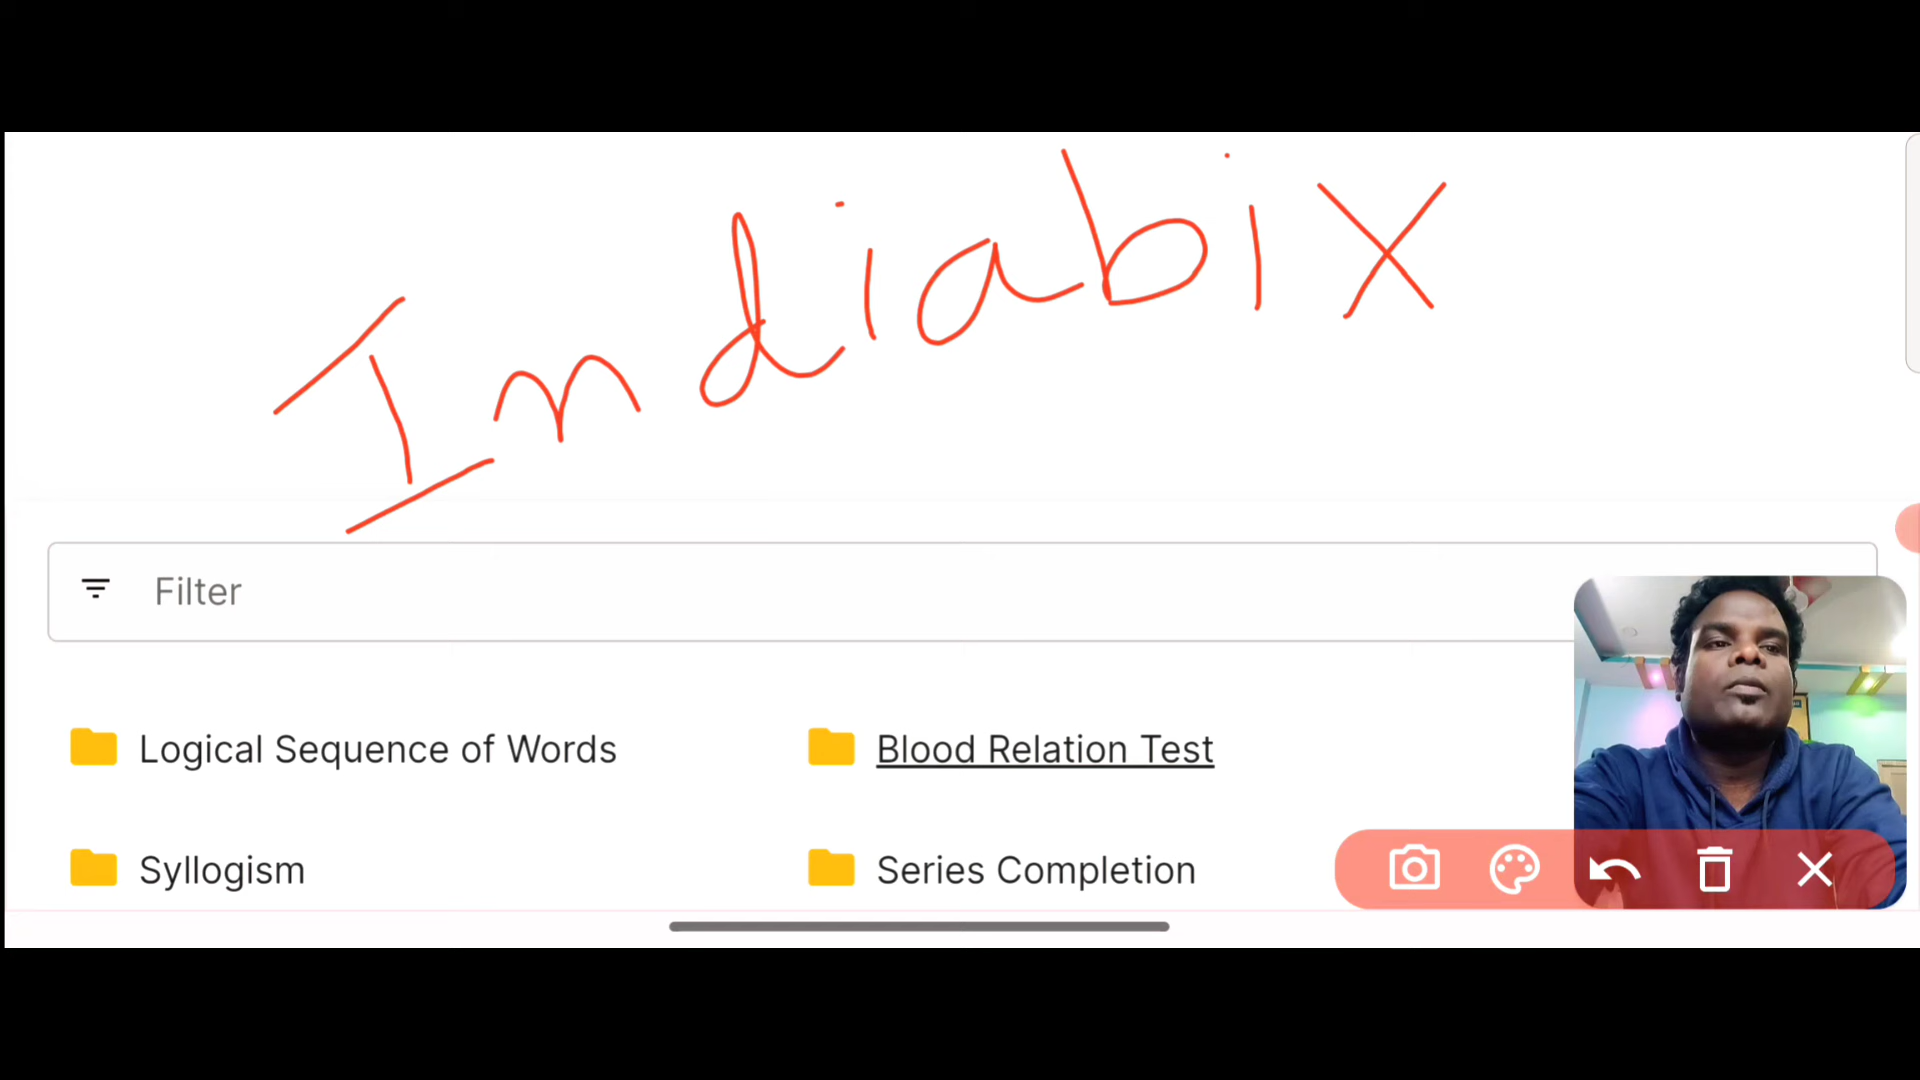 Indiabix
Filter
Logical Sequence of Words
Blood Relation Test
Syllogism
Series Completion